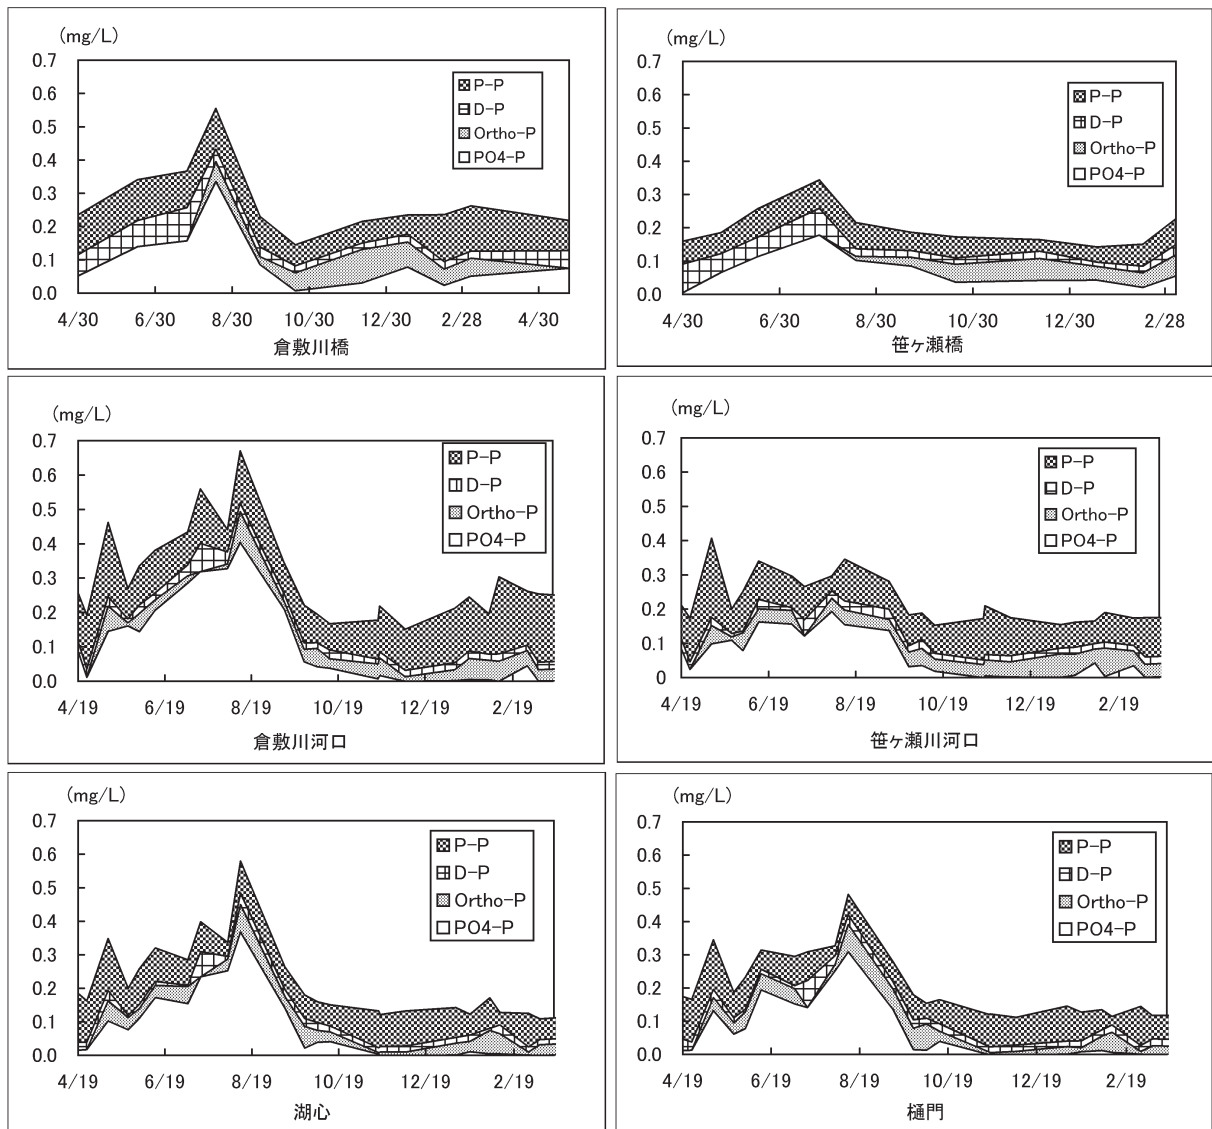 (mg/L)
0.7
0.6
0.5
0.4
0.3
0.2
0.1
0.0
P-P
D-P
Ortho-P
PO4-P
4/30 6/30 8/30 10/30 12/30 2/28 4/30
倉敷川橋
(mg/L)
0.7
0.6
0.5
0.4
0.3
0.2
0.1
0.0
P-P
D-P
Ortho-P
PO4-P
4/30 6/30 8/30 10/30 12/30 2/28
笹ヶ瀬橋
(mg/L)
0.7
0.6
0.5
0.4
0.3
0.2
0.1
0.0
P-P
D-P
Ortho-P
PO4-P
4/19 6/19 8/19 10/19 12/19 2/19
倉敷川河口
(mg/L)
0.7
0.6
0.5
0.4
0.3
0.2
0.1
0
P-P
D-P
Ortho-P
PO4-P
4/19 6/19 8/19 10/19 12/19 2/19
笹ヶ瀬川河口
(mg/L)
0.7
0.6
0.5
0.4
0.3
0.2
0.1
0.0
P-P
D-P
Ortho-P
PO4-P
4/19 6/19 8/19 10/19 12/19 2/19
湖心
(mg/L)
0.7
0.6
0.5
0.4
0.3
0.2
0.1
0.0
P-P
D-P
Ortho-P
PO4-P
4/19 6/19 8/19 10/19 12/19 2/19
樋門